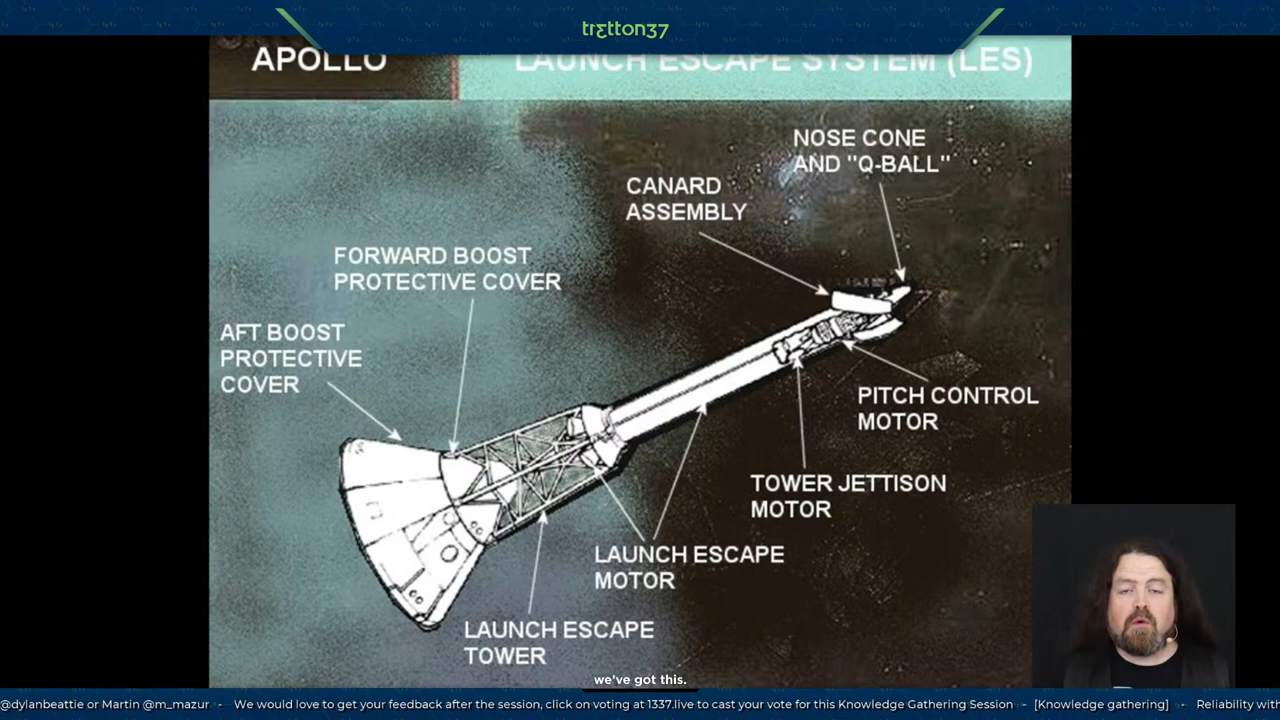 tretton37
APOLLO
LAUNCH ESCAPE SYSTEM (LES)
NOSE CONE
AND "Q-BALL"
CANARD
ASSEMBLY
FORWARD BOOST
PROTECTIVE COVER
AFT BOOST
PROTECTIVE
COVER
PITCH CONTROL
MOTOR
TOWER JETTISON
MOTOR
LAUNCH ESCAPE
MOTOR
LAUNCH ESCAPE
TOWER
we've got this.
@dylanbeattie or Martin @m_mazur - We would love to get your feedback after the session, click on voting at 1337.live to cast your vote for this Knowledge Gathering Session - [Knowledge gathering] - Reliability with